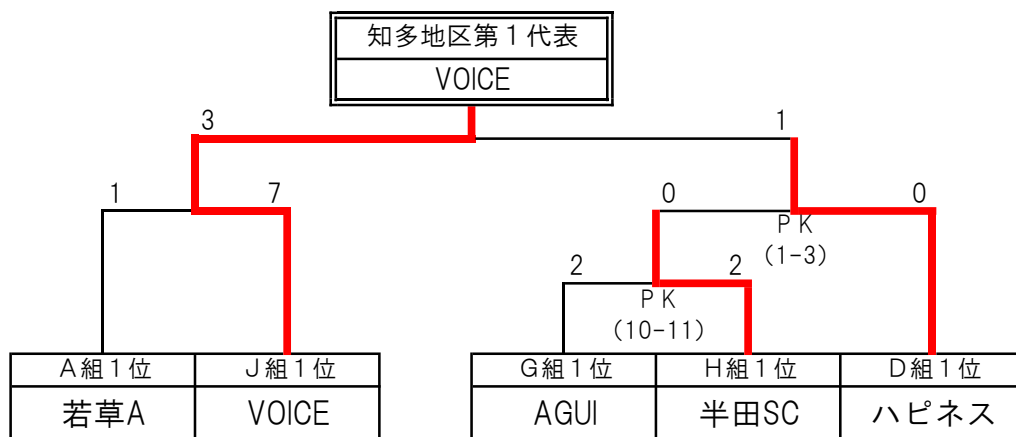 知多地区第１代表
VOICE
3
1
1
7
0
0
ＰＫ
(1-3)
2
2
ＰＫ
(10-11)
Ａ組１位
Ｊ組１位
Ｇ組１位
Ｈ組１位
Ｄ組１位
若草A
VOICE
AGUI
半田SC
ハピネス